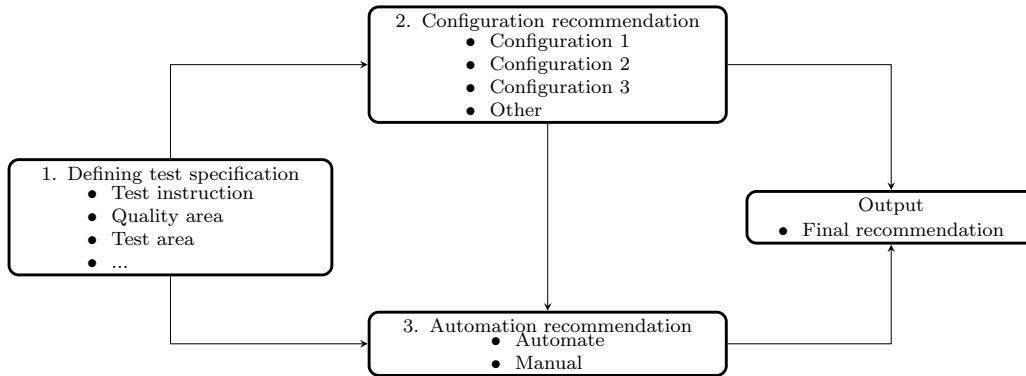 2. Configuration recommendation
● Configuration 1
● Configuration 2
● Configuration 3
● Other
1. Defining test specification
● Test instruction
● Quality area
● Test area
● ...
Output
● Final recommendation
3. Automation recommendation
● Automate
● Manual